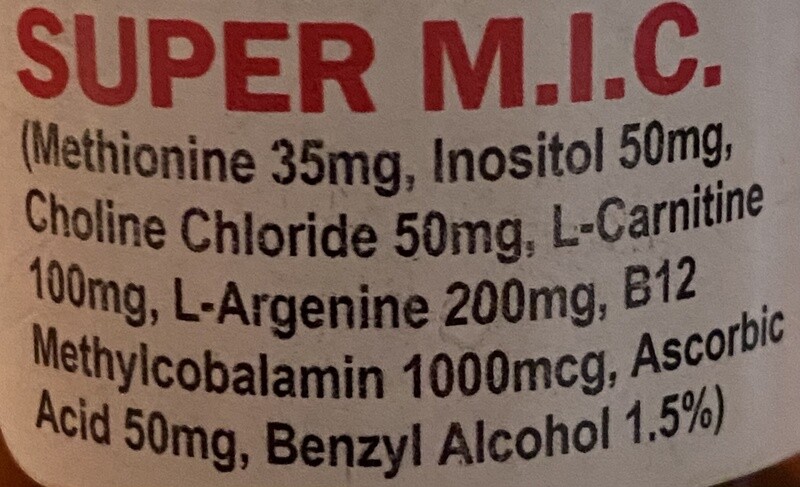 SUPER M.I.C.
(Methionine 35mg, Inositol 50mg,
Choline Chloride 50mg, L-Carnitine
100mg, L-Argenine 200mg, B12
Methylcobalamin 1000mcg, Ascorbic
Acid 50mg, Benzyl Alcohol 1.5%)